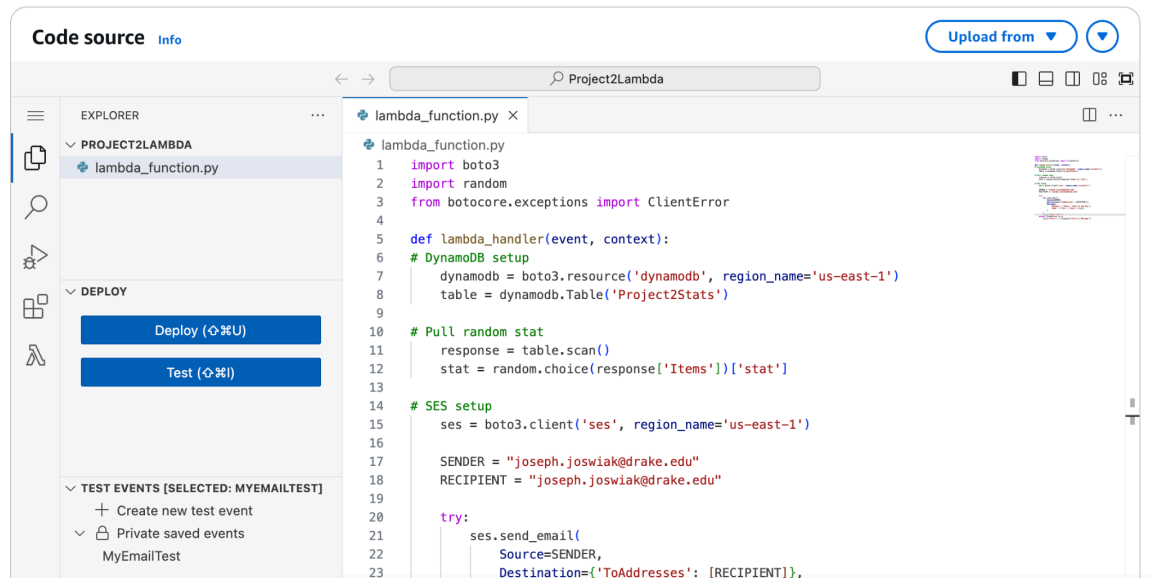 Code source Info
Upload from
Project2Lambda
EXPLORER
PROJECT2LAMBDA
lambda_function.py
DEPLOY
Deploy (⇧⌘U)
Test (⇧⌘I)
TEST EVENTS [SELECTED: MYEMAILTEST]
Create new test event
Private saved events
MyEmailTest
lambda_function.py
lambda_function.py
1 import boto3
2 import random
3 from botocore.exceptions import ClientError
4
5 def lambda_handler(event, context):
6 # DynamoDB setup
7 dynamodb = boto3.resource('dynamodb', region_name='us-east-1')
8 table = dynamodb.Table('Project2Stats')
9
10 # Pull random stat
11 response = table.scan()
12 stat = random.choice(response['Items'])['stat']
13
14 # SES setup
15 ses = boto3.client('ses', region_name='us-east-1')
16
17 SENDER = "joseph.joswiak@drake.edu"
18 RECIPIENT = "joseph.joswiak@drake.edu"
19
20 try:
21 ses.send_email(
22 Source=SENDER,
23 Destination={'ToAddresses': [RECIPIENT]},